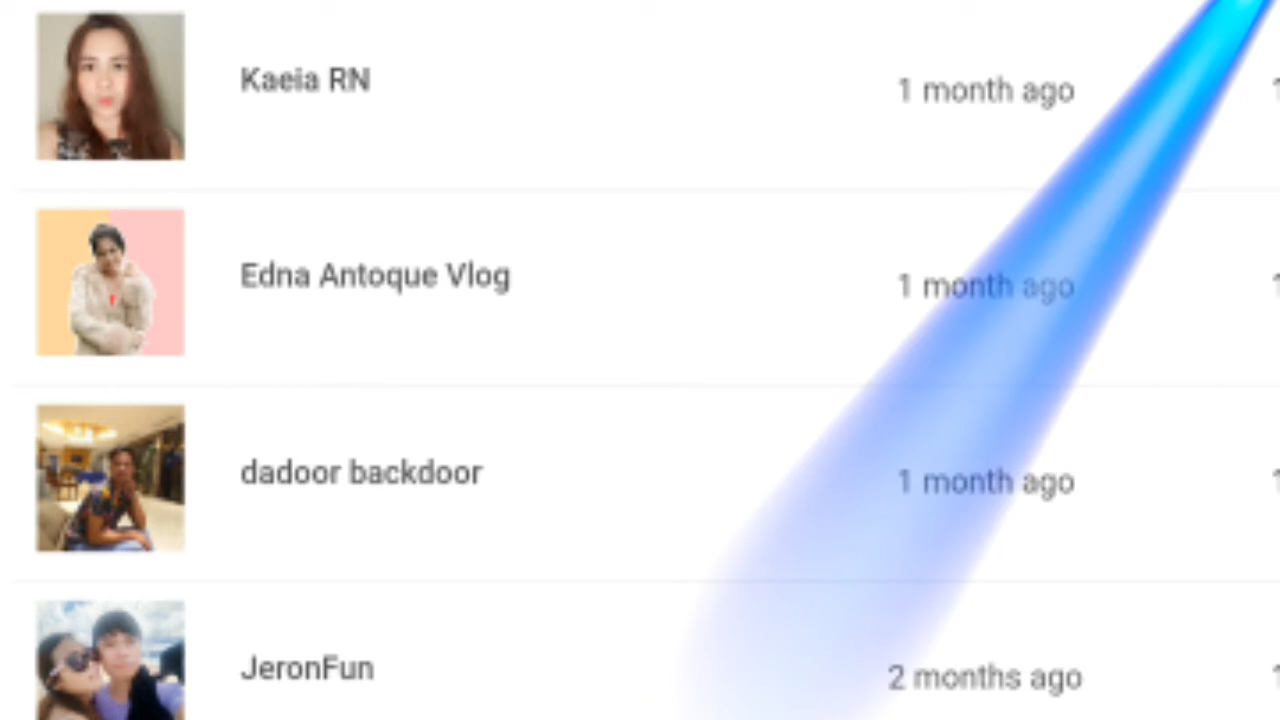 Kaeia RN
1 month ago
Edna Antoque Vlog
1 month ago
dadoor backdoor
1 month ago
JeronFun
2 months ago